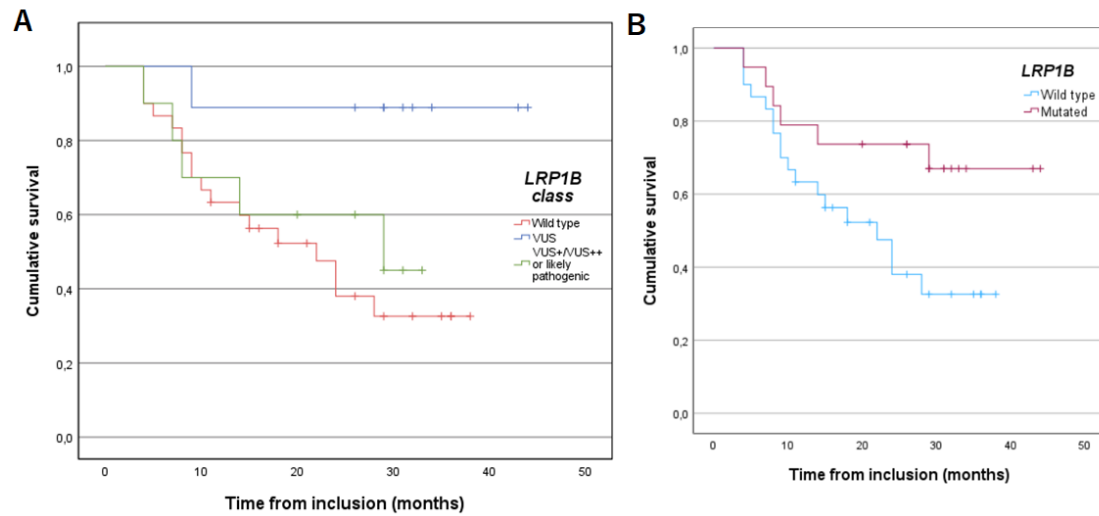 A
Cumulative survival
1,0
0,8
0,6
0,4
0,2
0,0
0
10
20
30
40
50
Time from inclusion (months)
LRP1B
class
Wild type
VUS
VUS+/VUS++
or likely
pathogenic
B
Cumulative survival
1,0
0,8
0,6
0,4
0,2
0,0
0
10
20
30
40
50
Time from inclusion (months)
LRP1B
Wild type
Mutated